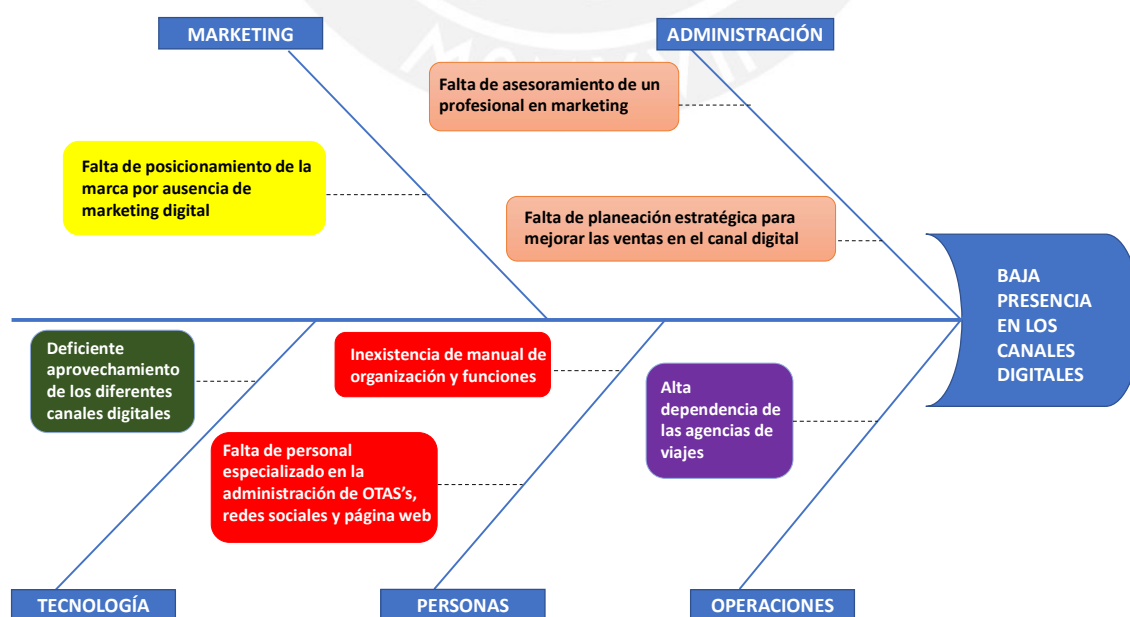 MARKETING
ADMINISTRACIÓN
Falta de asesoramiento de un
profesional en marketing
Falta de posicionamiento de la
marca por ausencia de
marketing digital
Falta de planeación estratégica para
mejorar las ventas en el canal digital
BAJA
PRESENCIA
EN LOS
CANALES
DIGITALES
Deficiente
aprovechamiento
de los diferentes
canales digitales
Inexistencia de manual de
organización y funciones
Alta
dependencia de
las agencias de
viajes
Falta de personal
especializado en la
administración de OTAS's,
redes sociales y página web
TECNOLOGÍA
PERSONAS
OPERACIONES